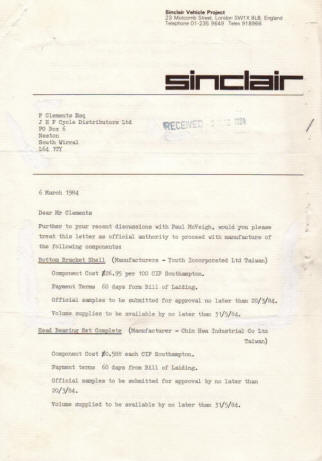 Sinclair Vehicle Project
23 Motcomb Street, London SW1X 8LB, England
Telephone 01-235 9649 Telex 918966
sinclair
P Clements Esq
J E P Cycle Distributors Ltd
PO Box 6
Neston
South Wirral
L64 7TY
RECEIVED 1984
6 March 1984
Dear Mr Clements
Further to your recent discussions with Paul McVeigh, would you please
treat this letter as official authority to proceed with manufacture of
the following components:
Bottom Bracket Shell (Manufacturers - Youth Incorporated Ltd Taiwan)
Component Cost $26.95 per 100 CIF Southampton.
Payment Terms 60 days form Bill of Laiding.
Official samples to be submitted for approval no later than 20/3/84.
Volume supplied to be available by no later than 31/5/84.
Head Bearing Set Complete (Manufacturer - Chin Hwa Industrial Co Ltd
Taiwan)
Component Cost $0.588 each CIF Southampton.
Payment terms 60 days from Bill of Laiding.
Official samples to be submitted for approval by no later than
20/3/84.
Volume supplied to be available by no later than 31/5/84.